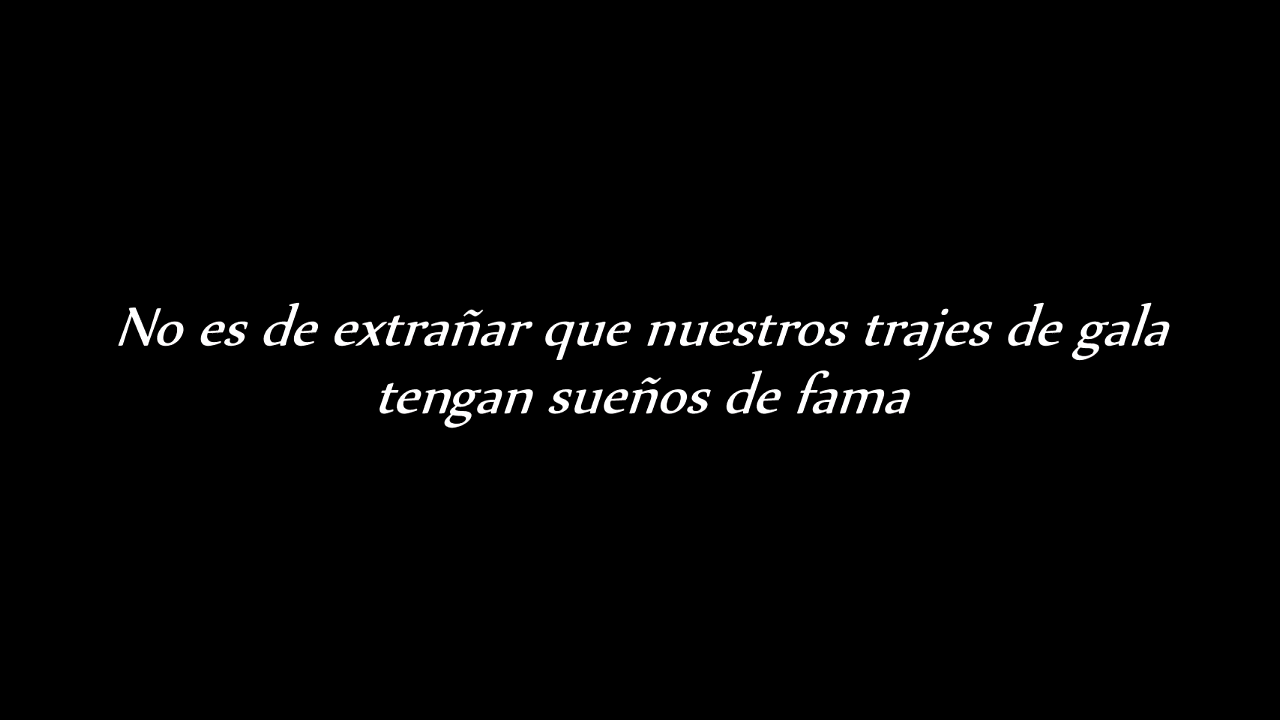 No es de extrañar que nuestros trajes de gala
tengan sueños de fama